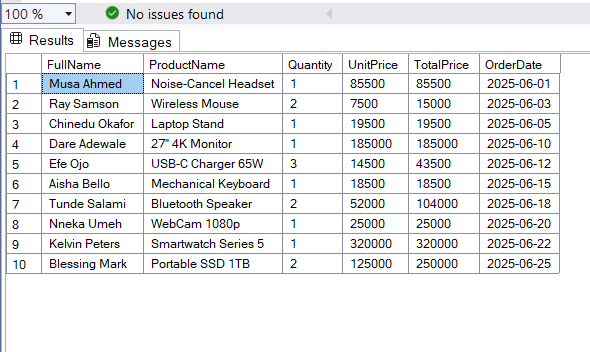 100 % No issues found
Results Messages
FullName ProductName Quantity UnitPrice TotalPrice OrderDate
1 Musa Ahmed Noise-Cancel Headset 1 85500 85500 2025-06-01
2 Ray Samson Wireless Mouse 2 7500 15000 2025-06-03
3 Chinedu Okafor Laptop Stand 1 19500 19500 2025-06-05
4 Dare Adewale 27" 4K Monitor 1 185000 185000 2025-06-10
5 Efe Ojo USB-C Charger 65W 3 14500 43500 2025-06-12
6 Aisha Bello Mechanical Keyboard 1 18500 18500 2025-06-15
7 Tunde Salami Bluetooth Speaker 2 52000 104000 2025-06-18
8 Nneka Umeh WebCam 1080p 1 25000 25000 2025-06-20
9 Kelvin Peters Smartwatch Series 5 1 320000 320000 2025-06-22
10 Blessing Mark Portable SSD 1TB 2 125000 250000 2025-06-25